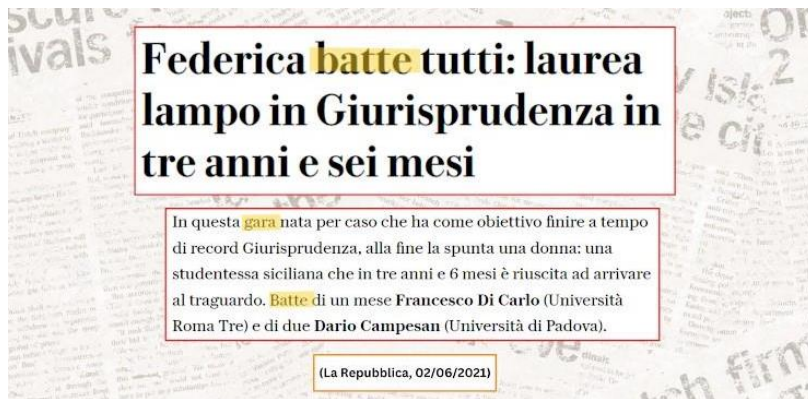 Federica batte tutti: laurea
lampo in Giurisprudenza in
tre anni e sei mesi
In questa gara nata per caso che ha come obiettivo finire a tempo
di record Giurisprudenza, alla fine la spunta una donna: una
studentessa siciliana che in tre anni e 6 mesi è riuscita ad arrivare
al traguardo. Batte di un mese Francesco Di Carlo (Università
Roma Tre) e di due Dario Campesan (Università di Padova).
(La Repubblica, 02/06/2021)